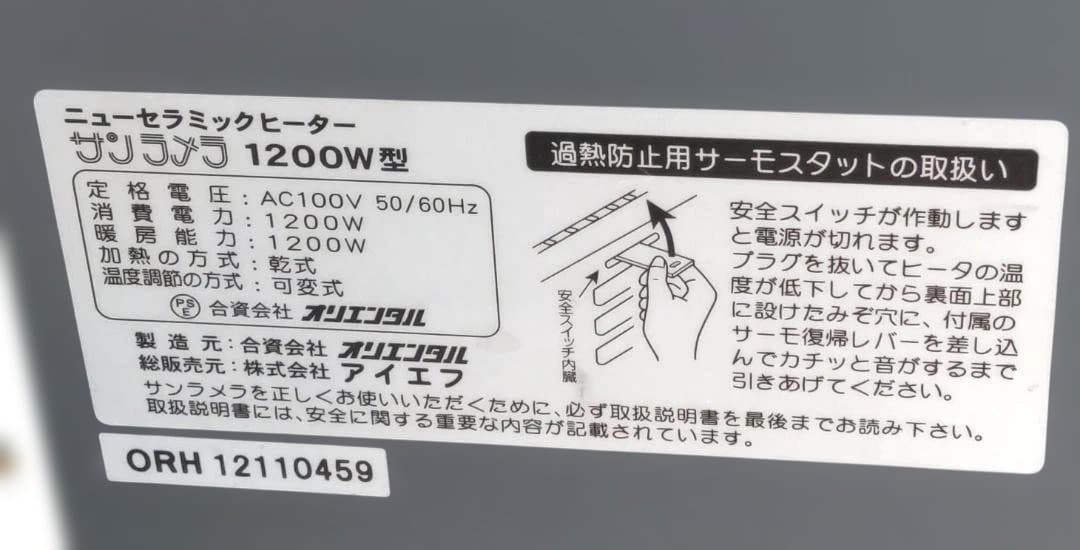 ニューセラミックヒーター
サンラメラ 1200W型
定格電圧：AC100V 50/60Hz
消費電力：1200W
暖房能力：1200W
加熱の方式：乾式
温度調節の方式：可変式
PSE 合資会社 オリエンタル
製造元：合資会社 オリエンタル
総販売元：株式会社 アイエフ
サンラメラを正しくお使いいただくために、必ず取扱説明書を最後までお読み下さい。
取扱説明書には、安全に関する重要な内容が記載されています。
過熱防止用サーモスタットの取扱い
安全スイッチ内臓
安全スイッチが作動します
と電源が切れます。
プラグを抜いてヒータの温
度が低下してから裏面上部
に設けたみぞ穴に、付属の
サーモ復帰レバーを差し込
んでカチッと音がするまで
引きあげてください。
ORH 12110459